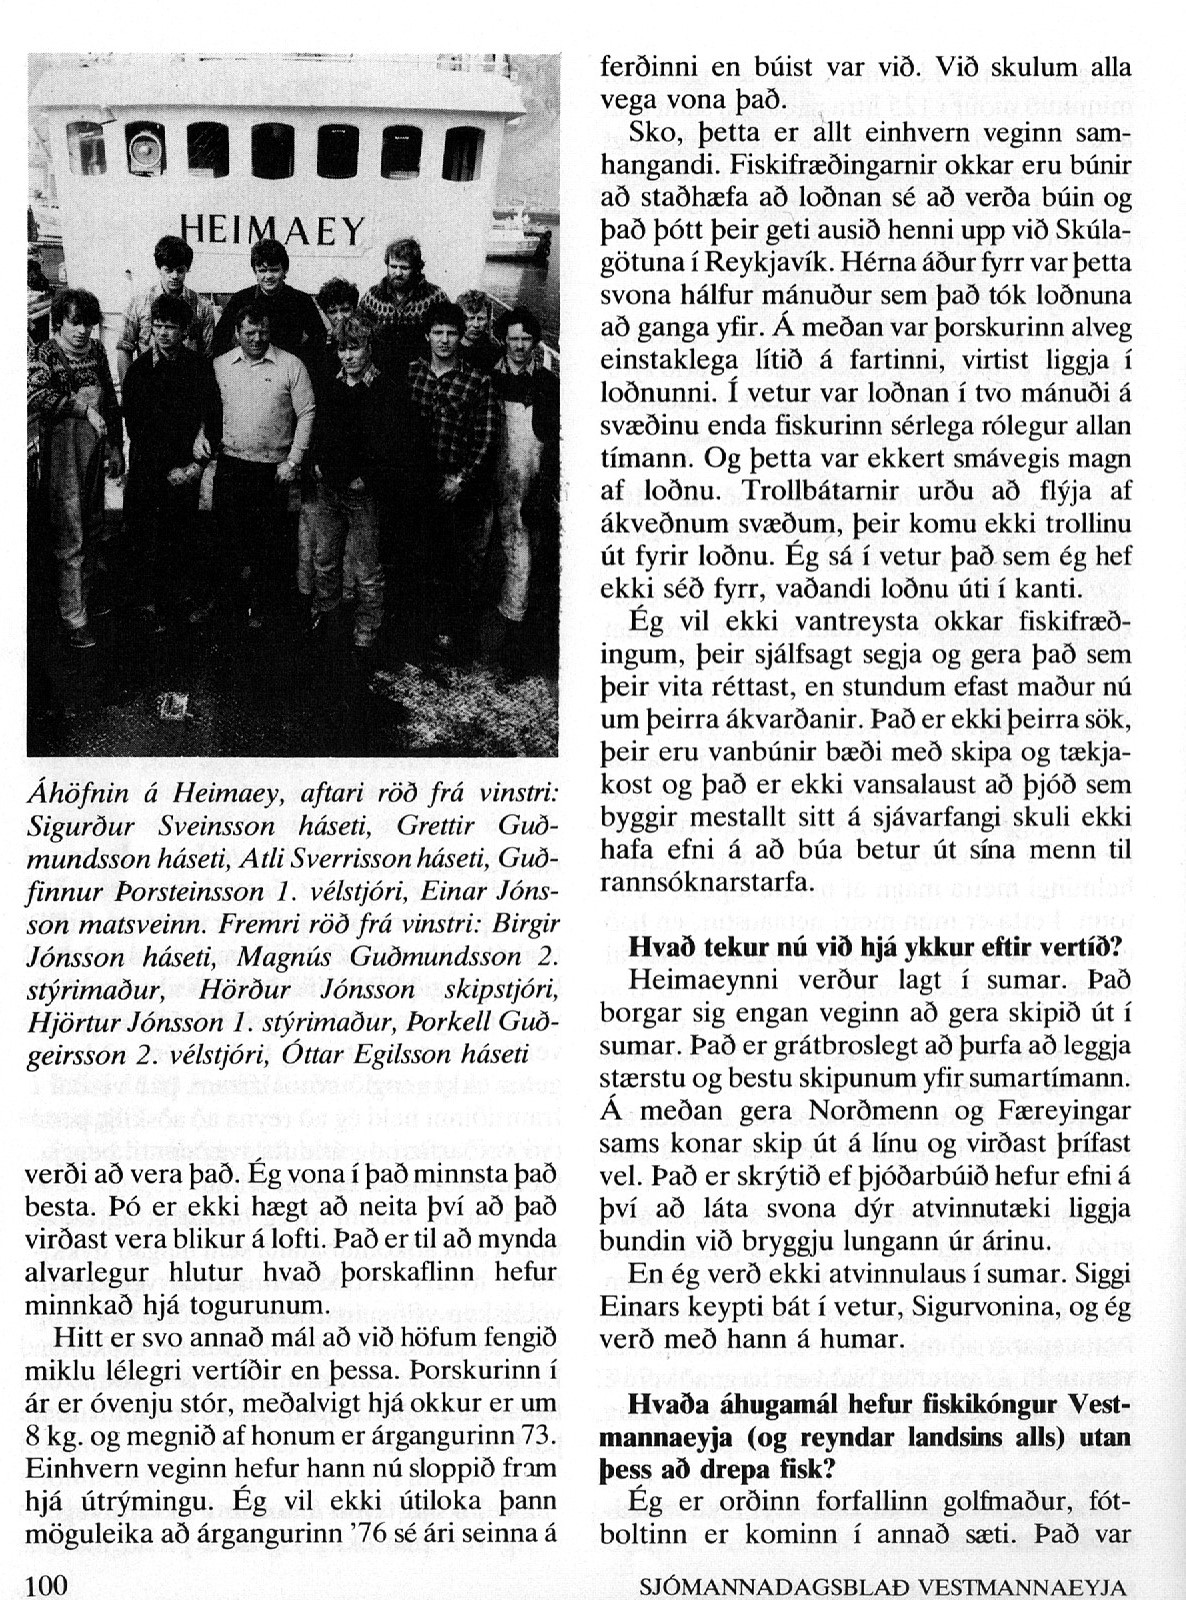 HEIMAEY
Áhöfnin á Heimaey, aftari röð frá vinstri:
Sigurður Sveinsson háseti, Grettir Guð-
mundsson háseti, Atli Sverrisson háseti, Guð-
finnur Þorsteinsson 1. vélstjóri, Einar Jóns-
son matsveinn. Fremri röð frá vinstri: Birgir
Jónsson háseti, Magnús Guðmundsson 2.
stýrimaður, Hörður Jónsson skipstjóri,
Hjörtur Jónsson 1. stýrimaður, Þorkell Guð-
geirsson 2. vélstjóri, Óttar Egilsson háseti
verði að vera það. Ég vona í það minnsta það
besta. Þó er ekki hægt að neita því að það
virðast vera blikur á lofti. Það er til að mynda
alvarlegur hlutur hvað þorskaflinn hefur
minnkað hjá togurunum.
Hitt er svo annað mál að við höfum fengið
miklu lélegri vertíðir en þessa. Þorskurinn í
ár er óvenju stór, meðalvigt hjá okkur er um
8 kg. og megnið af honum er árgangurinn 73.
Einhvern veginn hefur hann nú sloppið fram
hjá útrýmingu. Ég vil ekki útiloka þann
möguleika að árgangurinn '76 sé ári seinna á
ferðinni en búist var við. Við skulum alla
vega vona það.
Sko, þetta er allt einhvern veginn sam-
hangandi. Fiskifræðingarnir okkar eru búnir
að staðhæfa að loðnan sé að verða búin og
það þótt þeir geti ausið henni upp við Skúla-
götuna í Reykjavík. Hérna áður fyrr var þetta
svona hálfur mánuður sem það tók loðnuna
að ganga yfir. Á meðan var þorskurinn alveg
einstaklega lítið á fartinni, virtist liggja í
loðnunni. Í vetur var loðnan í tvo mánuði á
svæðinu enda fiskurinn sérlega rólegur allan
tímann. Og þetta var ekkert smávegis magn
af loðnu. Trollbátarnir urðu að flýja af
ákveðnum svæðum, þeir komu ekki trollinu
út fyrir loðnu. Ég sá í vetur það sem ég hef
ekki séð fyrr, vaðandi loðnu úti í kanti.
Ég vil ekki vantreysta okkar fiskifræð-
ingum, þeir sjálfsagt segja og gera það sem
þeir vita réttast, en stundum efast maður nú
um þeirra ákvarðanir. Það er ekki þeirra sök,
þeir eru vanbúnir bæði með skipa og tækja-
kost og það er ekki vansalaust að þjóð sem
byggir mestallt sitt á sjávarfangi skuli ekki
hafa efni á að búa betur út sína menn til
rannsóknarstarfa.
Hvað tekur nú við hjá ykkur eftir vertíð?
Heimaeynni verður lagt í sumar. Það
borgar sig engan veginn að gera skipið út í
sumar. Það er grátbroslegt að þurfa að leggja
stærstu og bestu skipunum yfir sumartímann.
Á meðan gera Norðmenn og Færeyingar
sams konar skip út á línu og virðast þrífast
vel. Það er skrýtið ef þjóðarbúið hefur efni á
því að láta svona dýr atvinnutæki liggja
bundin við bryggju lungann úr árinu.
En ég verð ekki atvinnulaus í sumar. Siggi
Einars keypti bát í vetur, Sigurvonina, og ég
verð með hann á humar.
Hvaða áhugamál hefur fiskikóngur Vest-
mannaeyja (og reyndar landsins alls) utan
þess að drepa fisk?
Ég er orðinn forfallinn golfmaður, fót-
boltinn er kominn í annað sæti. Það var
100
SJÓMANNADAGSBLAÐ VESTMANNAEYJA